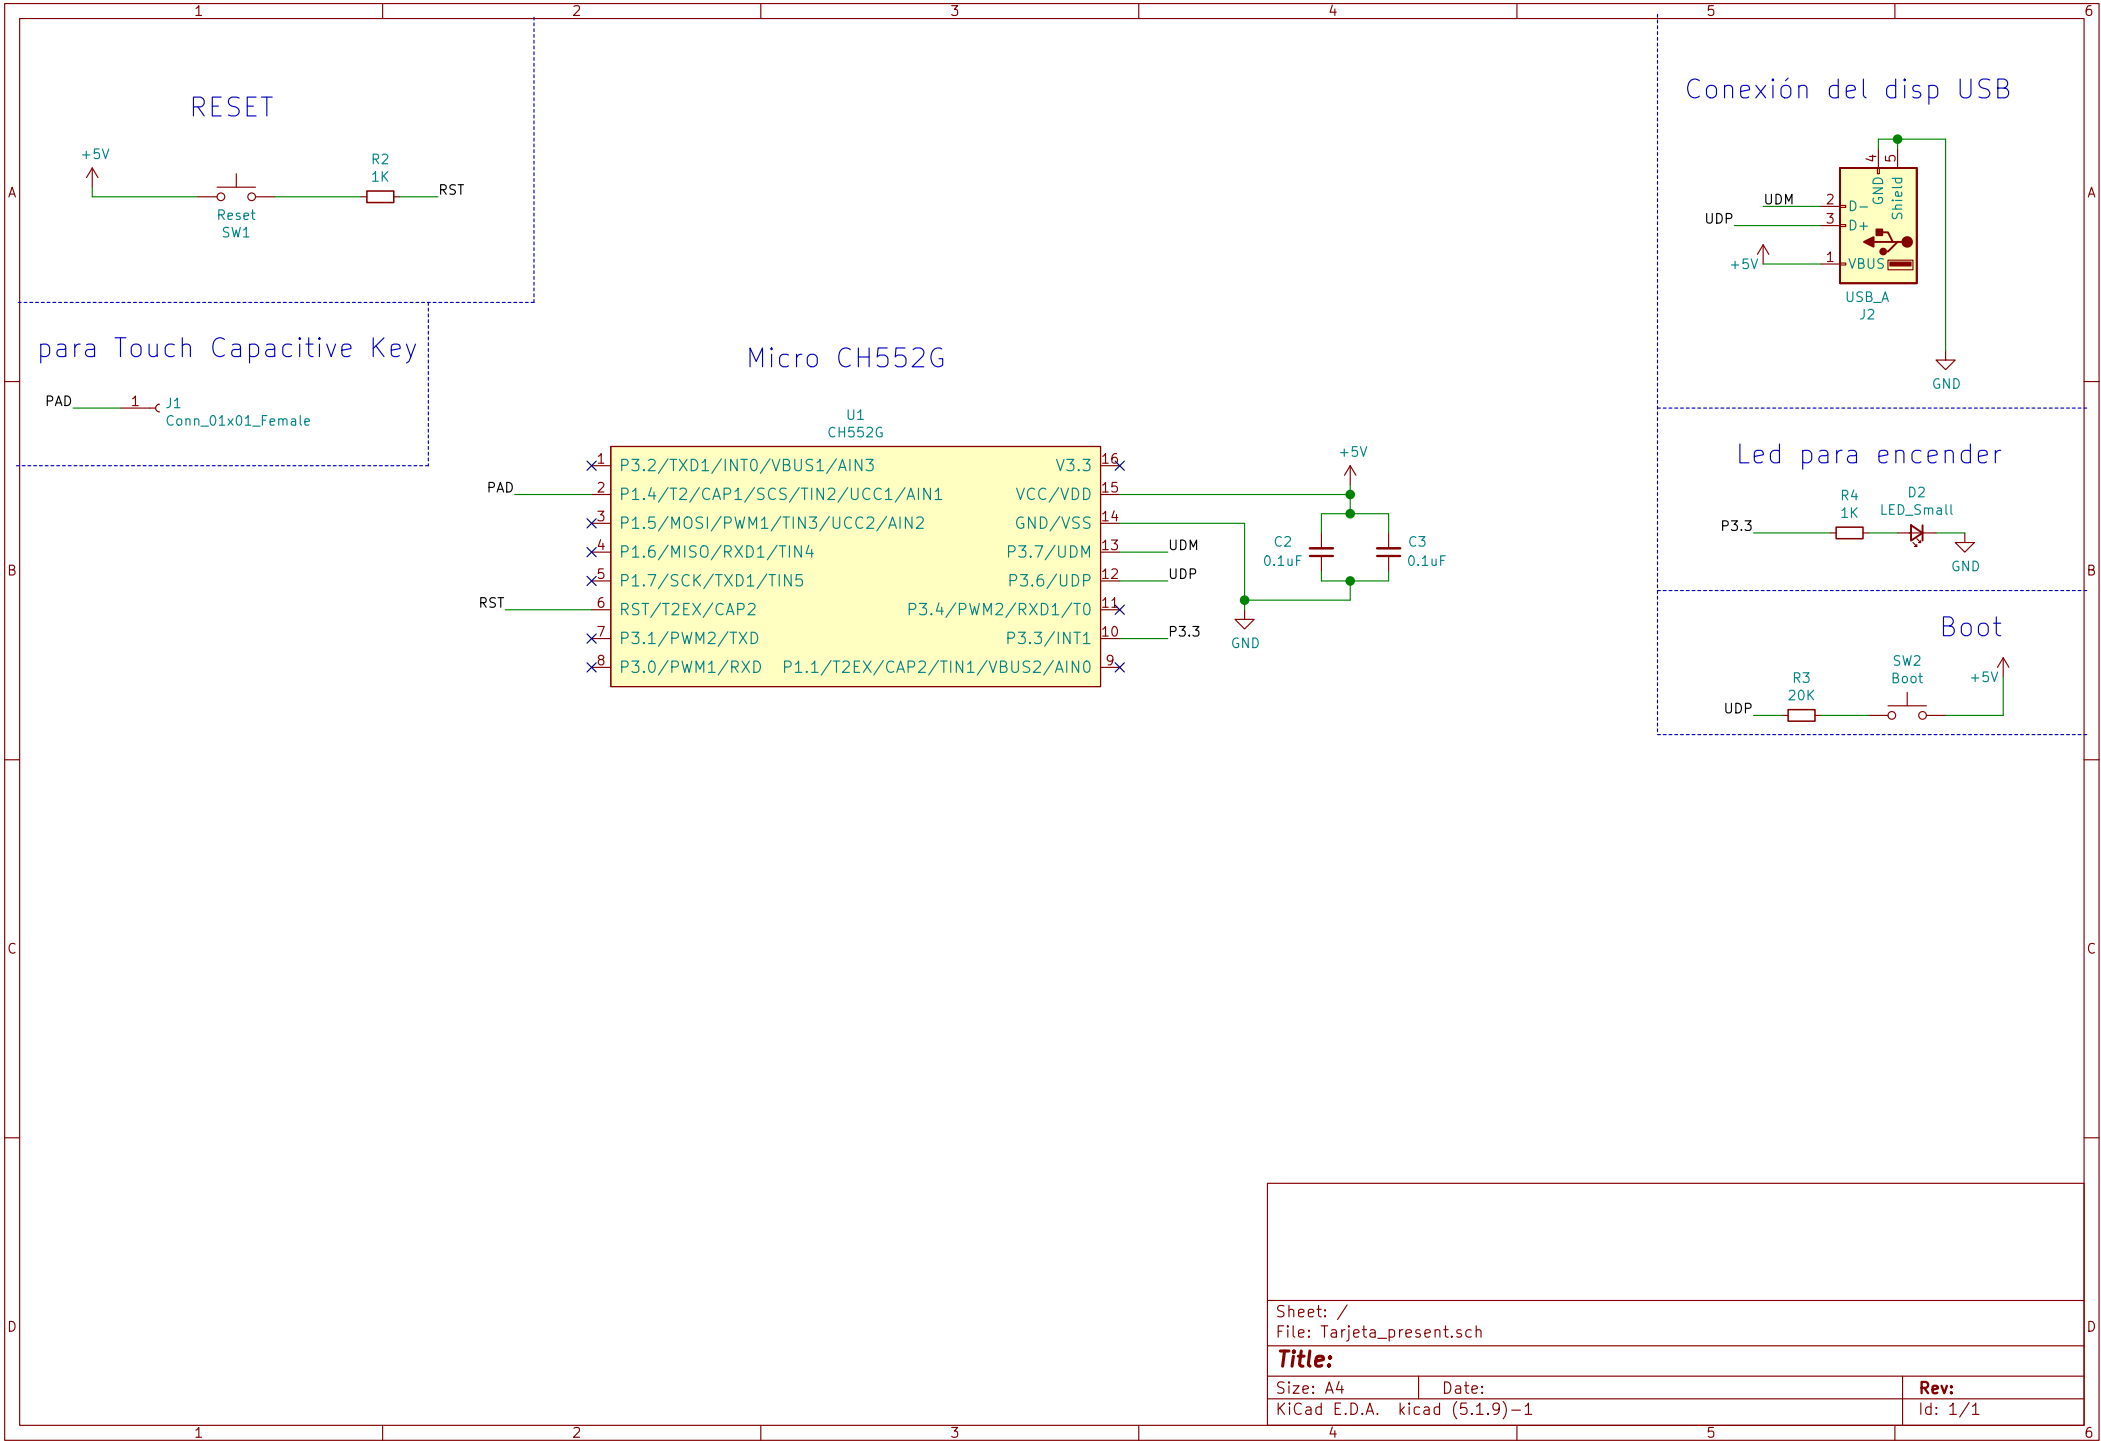 1 2 3 4 5 6
A
B
C
D
RESET
+5V
R2
1K
RST
Reset
SW1
para Touch Capacitive Key
PAD
1
J1
Conn_01x01_Female
Micro CH552G
U1
CH552G
PAD
RST
1 P3.2/TXD1/INT0/VBUS1/AIN3
2 P1.4/T2/CAP1/SCS/TIN2/UCC1/AIN1
3 P1.5/MOSI/PWM1/TIN3/UCC2/AIN2
4 P1.6/MISO/RXD1/TIN4
5 P1.7/SCK/TXD1/TIN5
6 RST/T2EX/CAP2
7 P3.1/PWM2/TXD
8 P3.0/PWM1/RXD
V3.3 16
VCC/VDD 15
GND/VSS 14
P3.7/UDM 13
P3.6/UDP 12
P3.4/PWM2/RXD1/T0 11
P3.3/INT1 10
P1.1/T2EX/CAP2/TIN1/VBUS2/AIN0 9
UDM
UDP
P3.3
+5V
C2
0.1uF
C3
0.1uF
GND
Conexión del disp USB
4 5
GND
Shield
UDM 2 D-
UDP 3 D+
+5V 1 VBUS
USB_A
J2
GND
Led para encender
P3.3
R4
1K
D2
LED_Small
GND
Boot
UDP
R3
20K
SW2
Boot
+5V
A
B
C
D
Sheet: /
File: Tarjeta_present.sch
Title:
Size: A4 Date: Rev:
KiCad E.D.A. kicad (5.1.9)-1 Id: 1/1
1 2 3 4 5 6